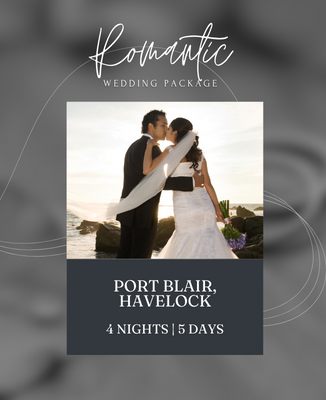 Romantic
WEDDING PACKAGE
PORT BLAIR,
HAVELOCK
4 NIGHTS | 5 DAYS